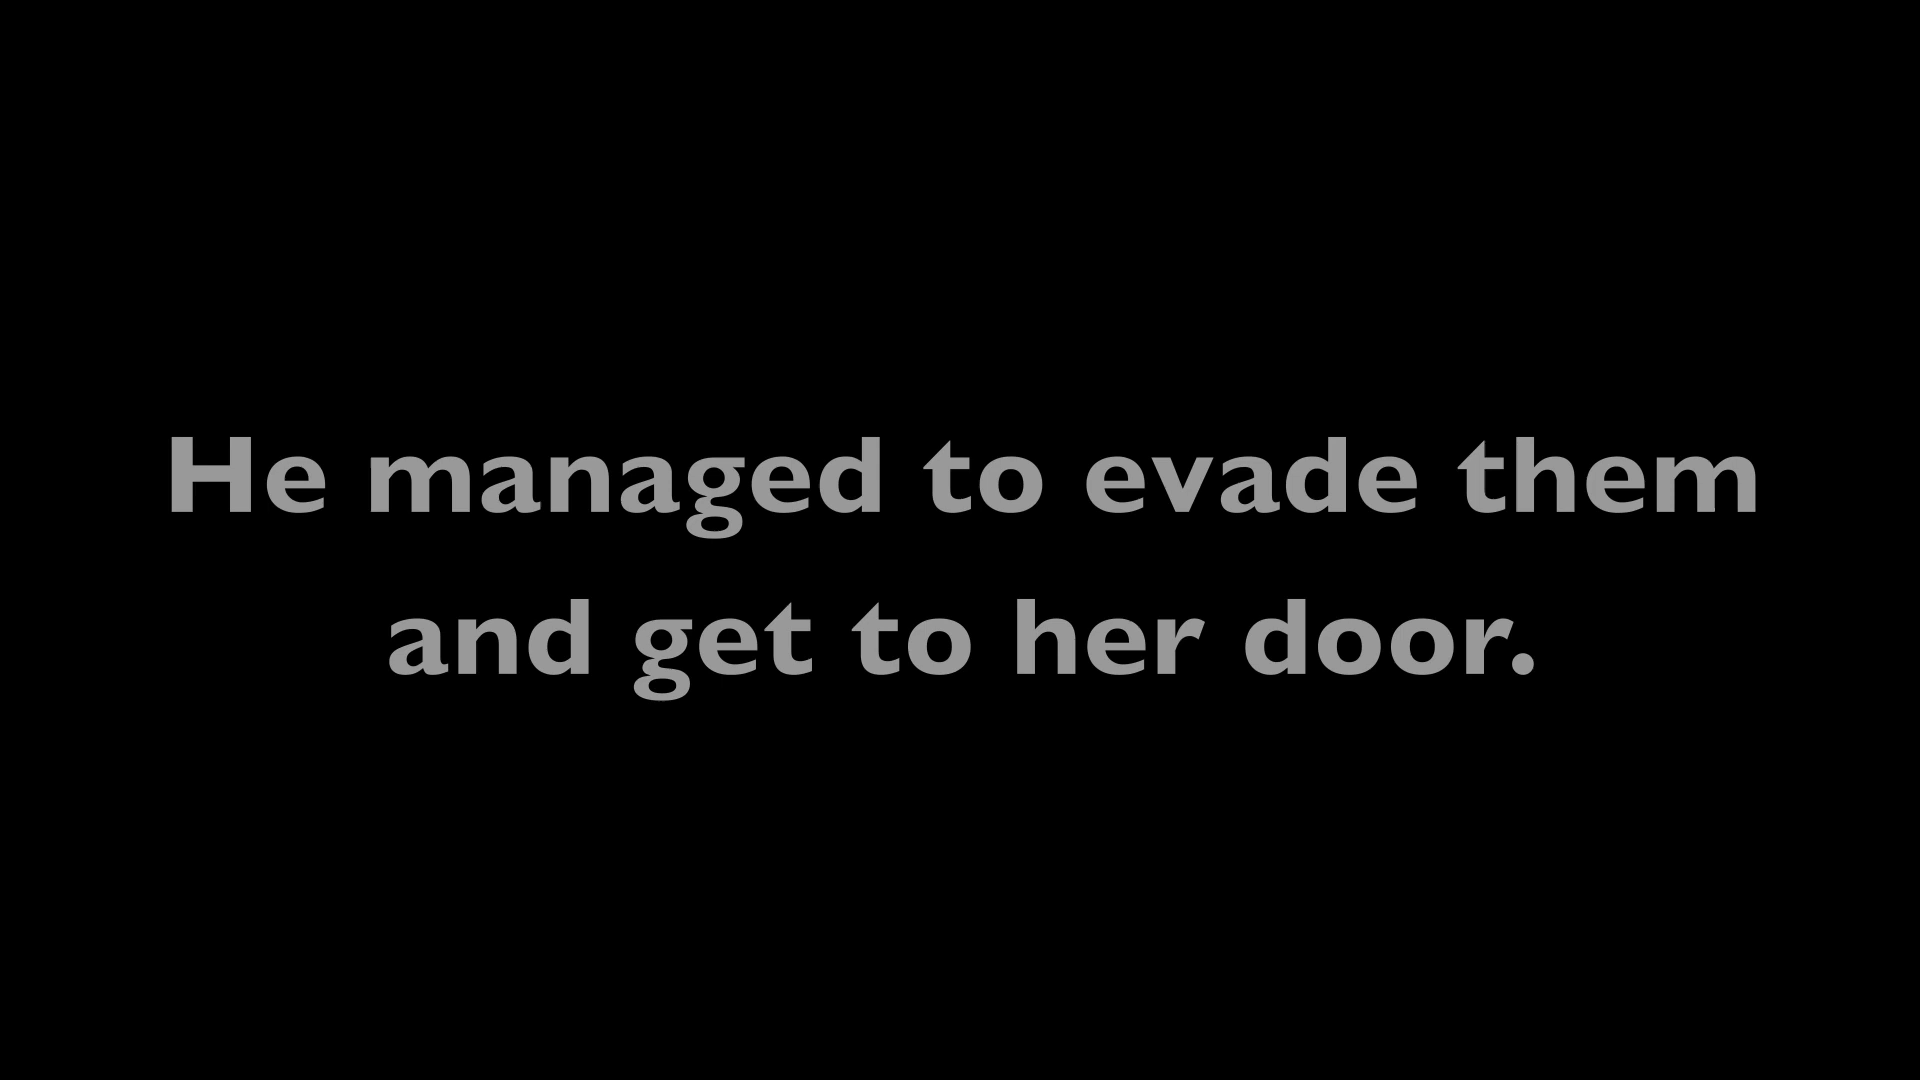 He managed to evade them
and get to her door.